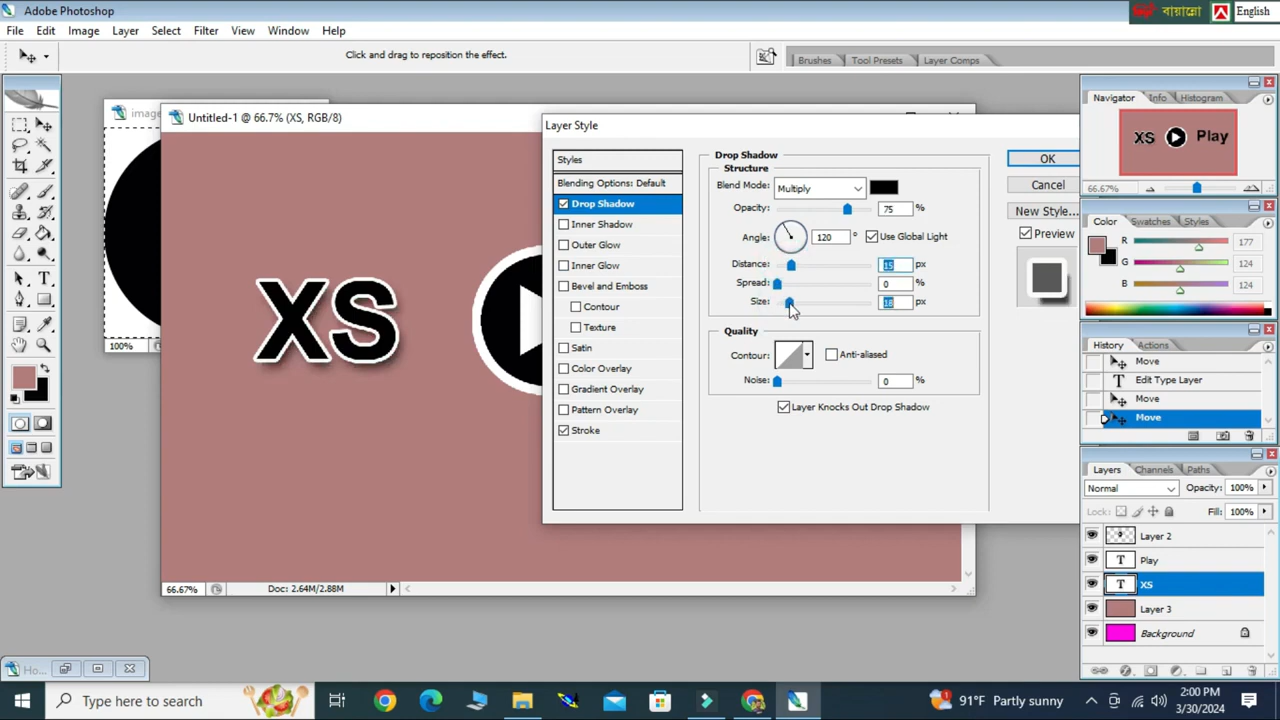 Adobe Photoshop
বায়ান্নো
English
File Edit Image Layer Select Filter View Window Help
Click and drag to reposition the effect.
Brushes Tool Presets Layer Comps
image
Untitled-1 @ 66.7% (XS, RGB/8)
XS
100%
66.67%
Doc: 2.64M/2.88M
Ho...
Layer Style
Styles
Blending Options: Default
Drop Shadow
Inner Shadow
Outer Glow
Inner Glow
Bevel and Emboss
Contour
Texture
Satin
Color Overlay
Gradient Overlay
Pattern Overlay
Stroke
Drop Shadow
Structure
Blend Mode: Multiply
Opacity: 75 %
Angle: 120 ° Use Global Light
Distance: 15 px
Spread: 0 %
Size: 18 px
Quality
Contour: Anti-aliased
Noise: 0 %
Layer Knocks Out Drop Shadow
OK
Cancel
New Style...
Preview
Navigator Info Histogram
XS Play
66.67%
Color Swatches Styles
R 177
G 124
B 124
History Actions
Move
Edit Type Layer
Move
Move
Layers Channels Paths
Normal Opacity: 100%
Lock: Fill: 100%
Layer 2
T Play
T XS
Layer 3
Background
Type here to search
91°F Partly sunny
2:00 PM
3/30/2024